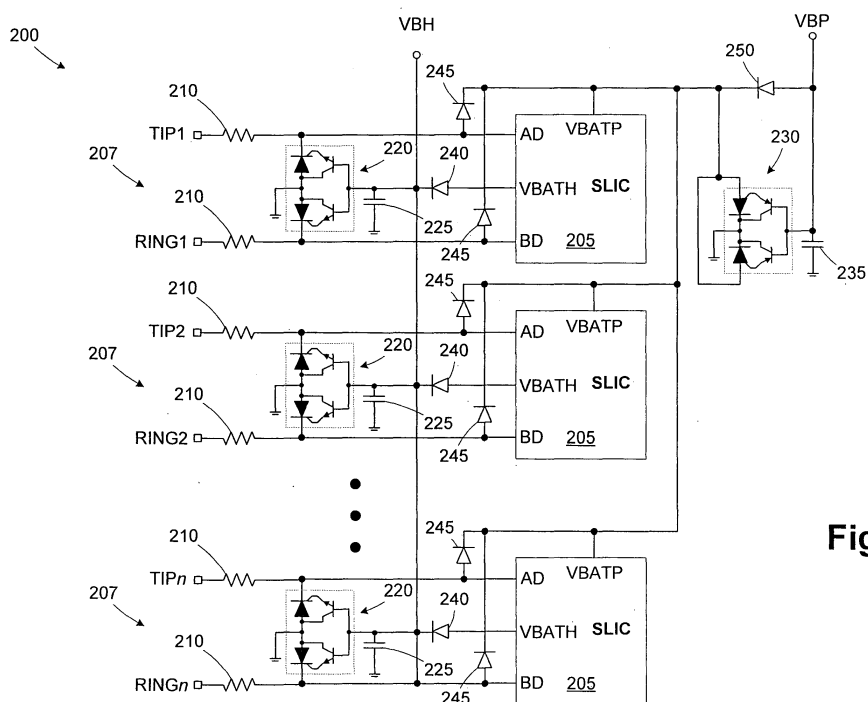 200
VBH
VBP
250
245
210
TIP1
AD
VBATP
230
220
240
207
VBATH SLIC
210
225
245
RING1
BD
205
235
210
245
TIP2
AD
VBATP
220
240
207
VBATH SLIC
210
225
RING2
245
BD
205
245
210
Fig
TIPn
AD
VBATP
220
240
207
VBATH SLIC
210
225
245
RINGn
BD
205